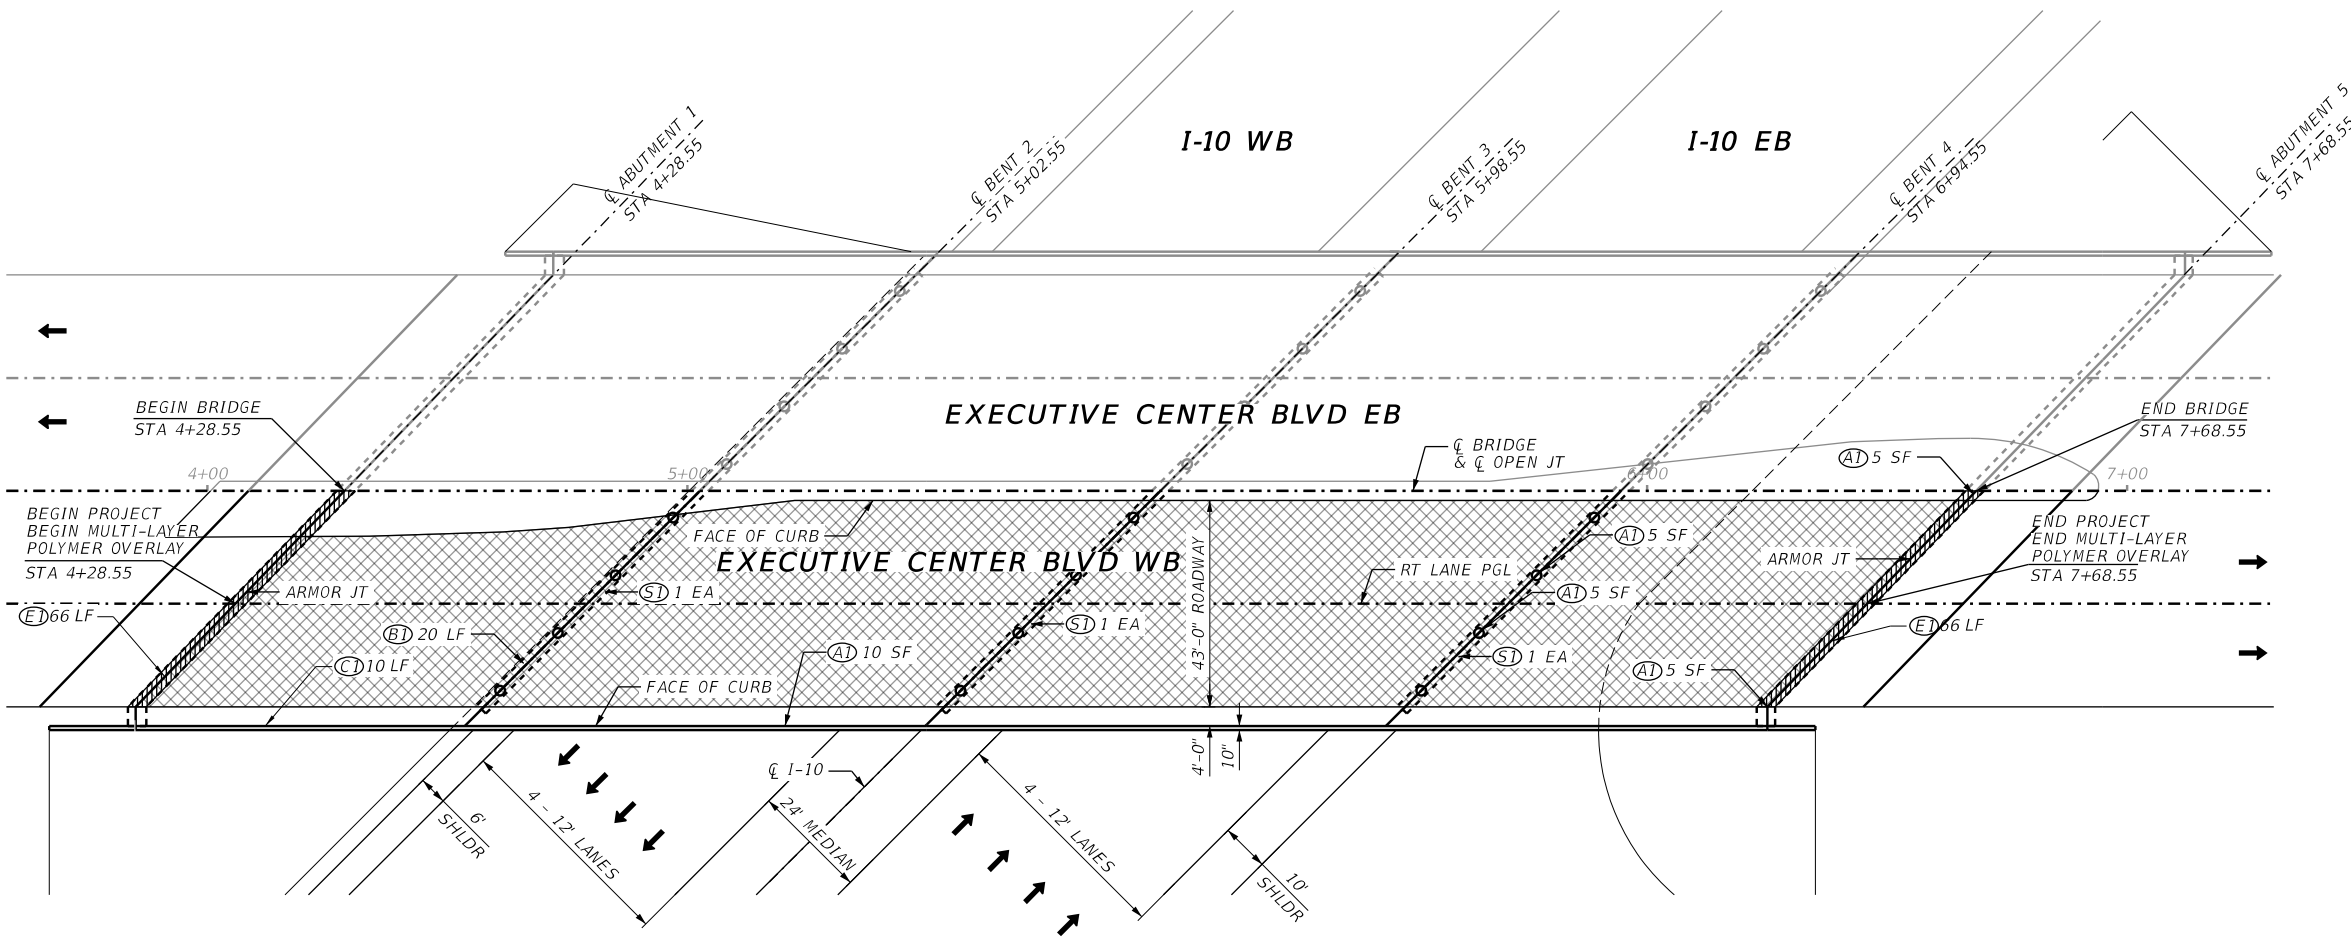 ℄ ABUTMENT 1
STA 4+28.55
℄ BENT 2
STA 5+02.55
I-10 WB
℄ BENT 3
STA 5+98.55
I-10 EB
℄ BENT 4
STA 6+94.55
℄ ABUTMENT 5
STA 7+68.55
BEGIN BRIDGE
STA 4+28.55
EXECUTIVE CENTER BLVD EB
END BRIDGE
STA 7+68.55
℄ BRIDGE
& ℄ OPEN JT
A1 5 SF
4+00
5+00
6+00
7+00
BEGIN PROJECT
BEGIN MULTI-LAYER
POLYMER OVERLAY
STA 4+28.55
FACE OF CURB
EXECUTIVE CENTER BLVD WB
43'-0" ROADWAY
A1 5 SF
END PROJECT
END MULTI-LAYER
POLYMER OVERLAY
STA 7+68.55
ARMOR JT
RT LANE PGL
ARMOR JT
S1 1 EA
A1 5 SF
E1 66 LF
B1 20 LF
S1 1 EA
E1 66 LF
C1 10 LF
A1 10 SF
S1 1 EA
A1 5 SF
FACE OF CURB
4'-0"
10"
℄ I-10
6'
SHLDR
4 - 12' LANES
24' MEDIAN
4 - 12' LANES
10'
SHLDR